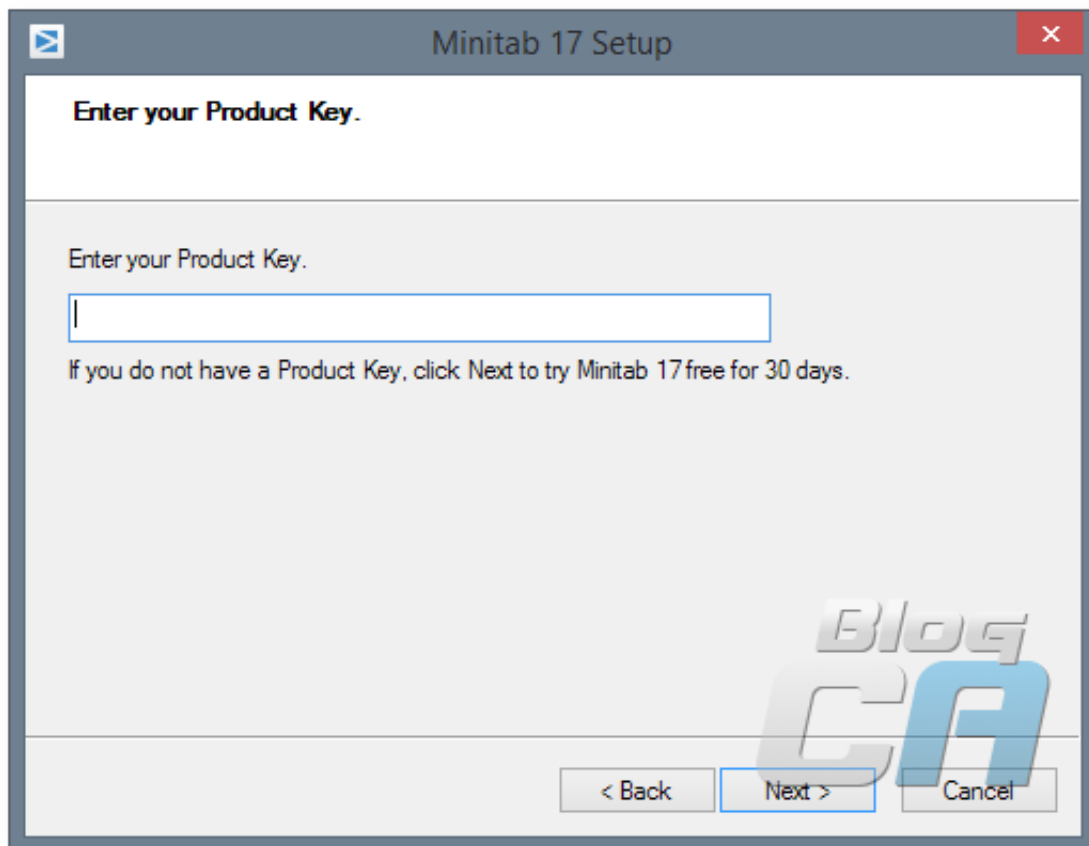 Minitab 17 Setup
Enter your Product Key.
Enter your Product Key.
If you do not have a Product Key, click Next to try Minitab 17 free for 30 days.
Blog
CA
< Back
Next >
Cancel